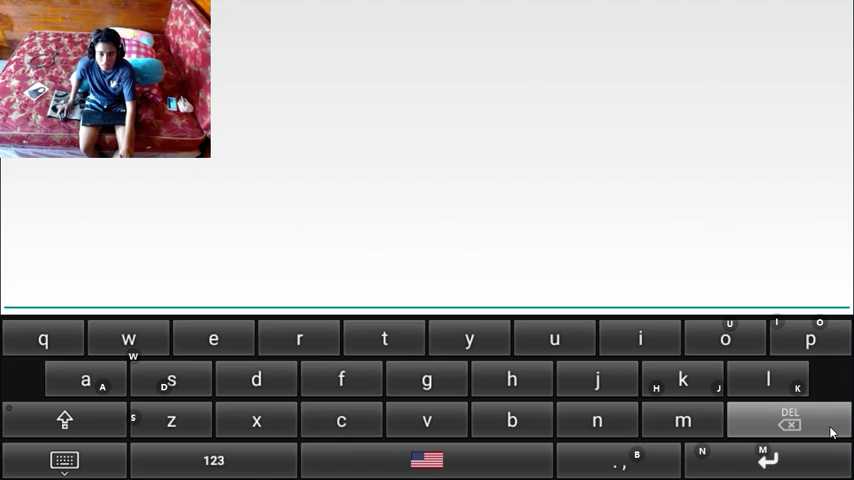 q w e r t y u i o p
U I O
W
a s d f g h j k l
A D H J K
z x c v b n m DEL
S
123 .,
B N M